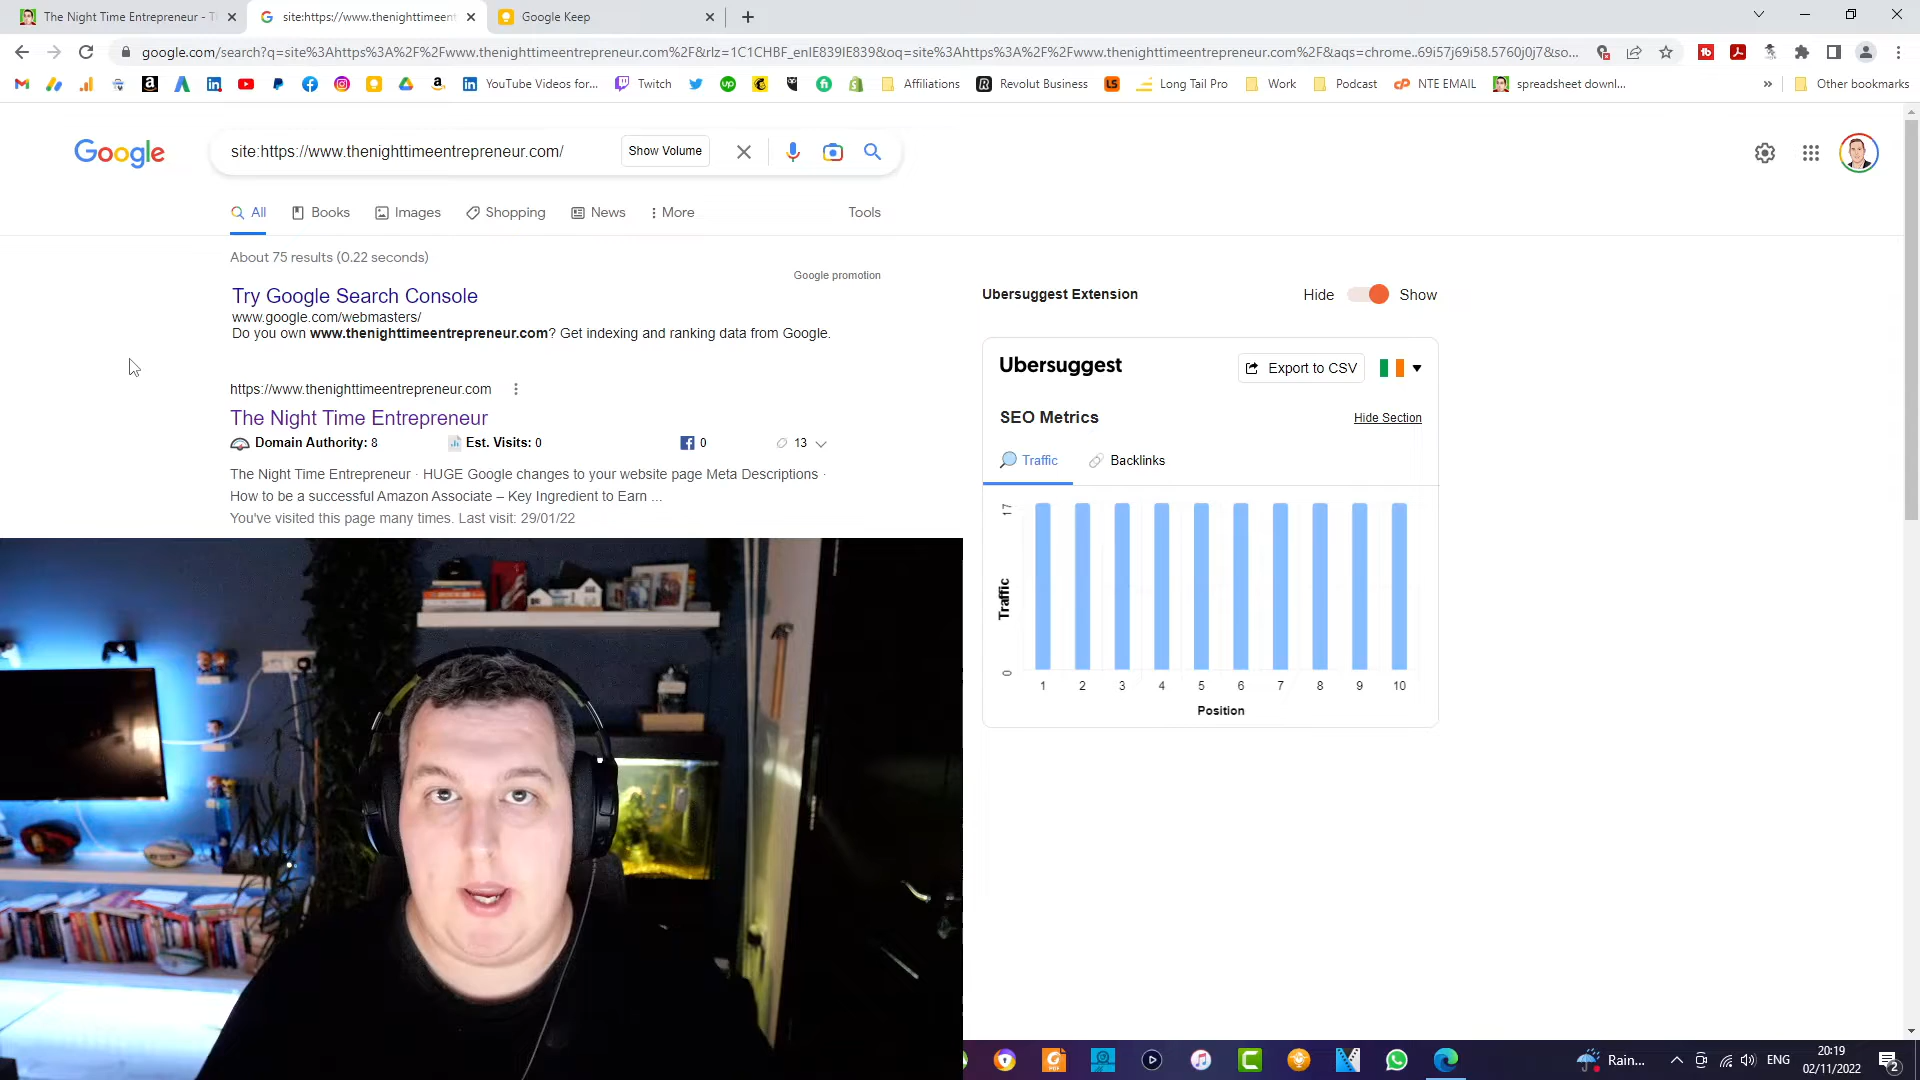 The Night Time Entrepreneur - T
site:https://www.thenighttimeent
Google Keep
google.com/search?q=site%3Ahttps%3A%2F%2Fwww.thenighttimeentrepreneur.com%2F&rlz=1C1CHBF_enIE839IE839&oq=site%3Ahttps%3A%2F%2Fwww.thenighttimeentrepreneur.com%2F&aqs=chrome..69i57j69i58.5760j0j7&so...
YouTube Videos for... Twitch Affiliations Revolut Business Long Tail Pro Work Podcast NTE EMAIL spreadsheet downl... » Other bookmarks
Google
site:https://www.thenighttimeentrepreneur.com/
Show Volume
All Books Images Shopping News More Tools
About 75 results (0.22 seconds)
Google promotion
Try Google Search Console
www.google.com/webmasters/
Do you own www.thenighttimeentrepreneur.com? Get indexing and ranking data from Google.
https://www.thenighttimeentrepreneur.com
The Night Time Entrepreneur
Domain Authority: 8 Est. Visits: 0 0 13
The Night Time Entrepreneur · HUGE Google changes to your website page Meta Descriptions ·
How to be a successful Amazon Associate – Key Ingredient to Earn ...
You've visited this page many times. Last visit: 29/01/22
Ubersuggest Extension
Hide Show
Ubersuggest
Export to CSV
SEO Metrics
Hide Section
Traffic Backlinks
17
Traffic
0
1 2 3 4 5 6 7 8 9 10
Position
Rain... ENG
20:19
02/11/2022
2